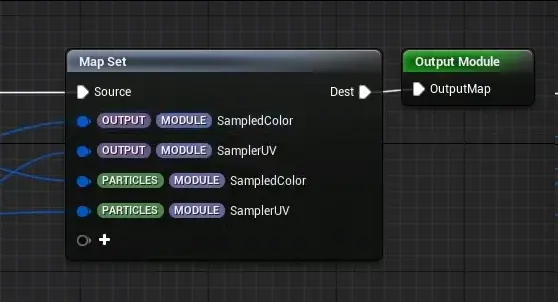 Map Set
Output Module
Source
Dest
OutputMap
OUTPUT MODULE SampledColor
OUTPUT MODULE SamplerUV
PARTICLES MODULE SampledColor
PARTICLES MODULE SamplerUV